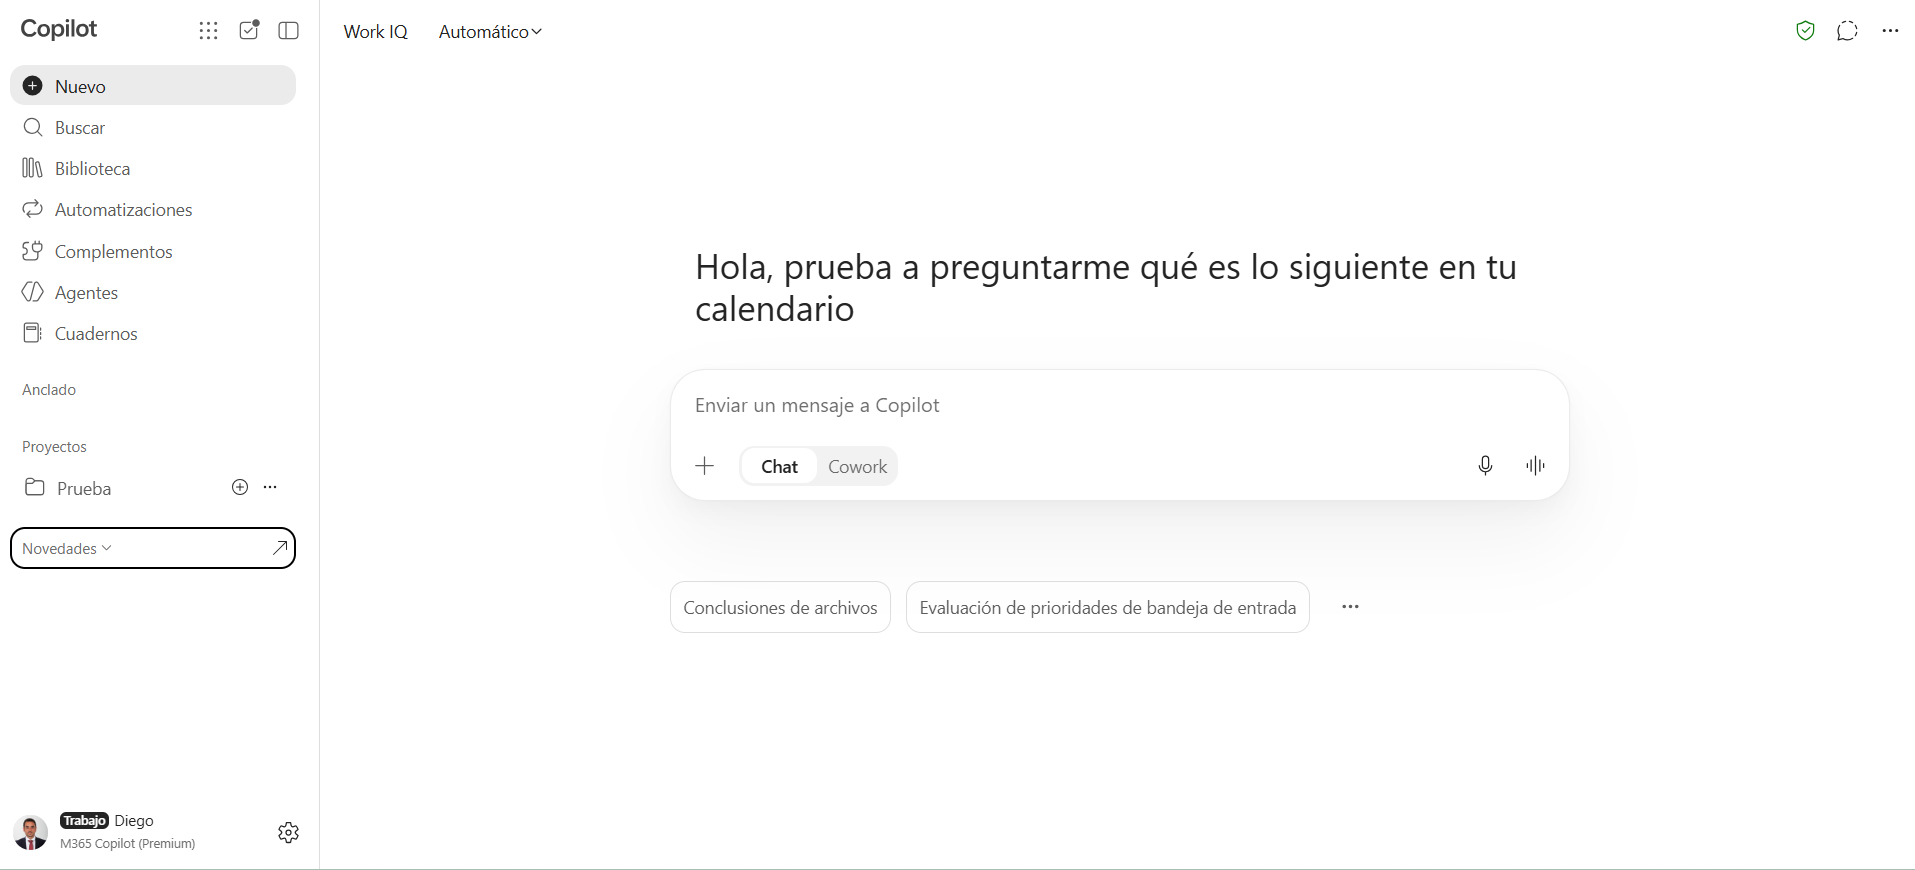 Copilot
Nuevo
Buscar
Biblioteca
Automatizaciones
Complementos
Agentes
Cuadernos
Anclado
Proyectos
Prueba
Novedades
Trabajo Diego
M365 Copilot (Premium)
Work IQ
Automático
Hola, prueba a preguntarme qué es lo siguiente en tu
calendario
Enviar un mensaje a Copilot
Chat
Cowork
Conclusiones de archivos
Evaluación de prioridades de bandeja de entrada